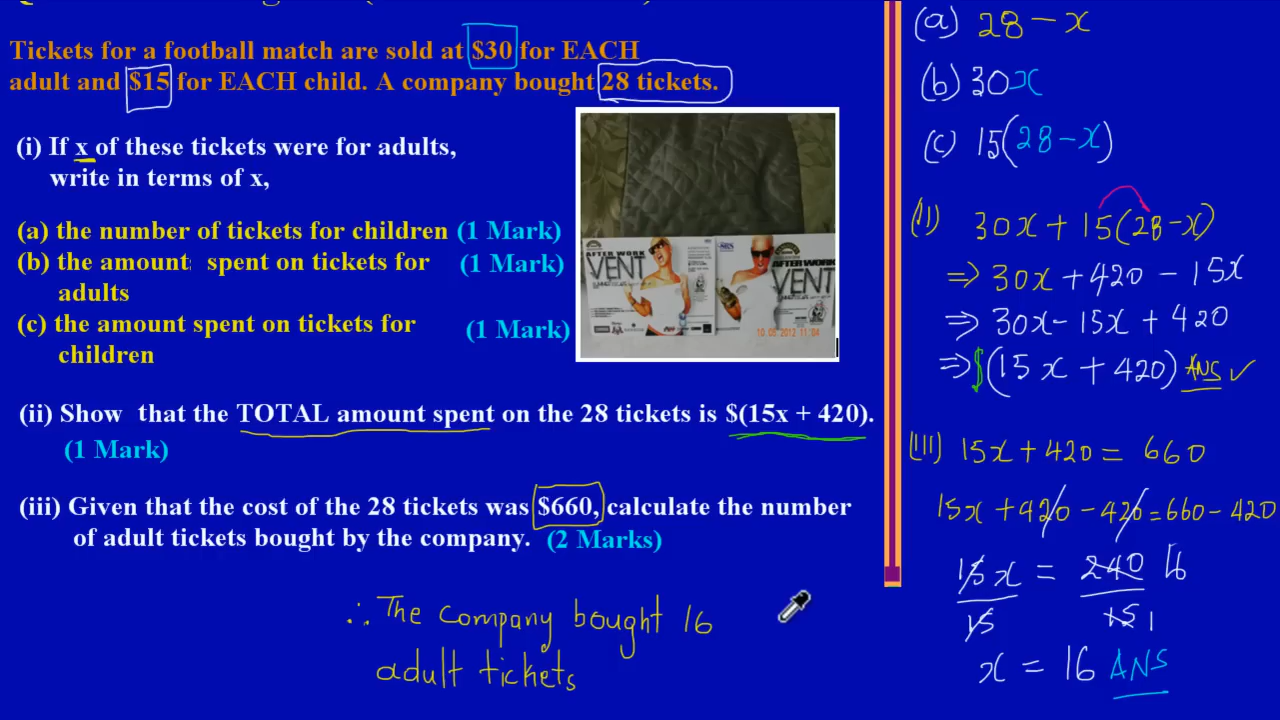 Tickets for a football match are sold at $30 for EACH
adult and $15 for EACH child. A company bought 28 tickets.
(i) If x of these tickets were for adults,
write in terms of x,
(a) the number of tickets for children (1 Mark)
(b) the amount spent on tickets for (1 Mark)
adults
(c) the amount spent on tickets for (1 Mark)
children
AFTER WORK
VENT
AFTER WORK
VENT
(ii) Show that the TOTAL amount spent on the 28 tickets is $(15x + 420).
(1 Mark)
(iii) Given that the cost of the 28 tickets was $660, calculate the number
of adult tickets bought by the company. (2 Marks)
∴ The company bought 16
adult tickets
(a) 28 - x
(b) 30x
(c) 15(28 - x)
(II) 30x + 15(28 - x)
⇒ 30x + 420 - 15x
⇒ 30x - 15x + 420
⇒ $(15x + 420) ANS ✓
(III) 15x + 420 = 660
15x + 420 - 420 = 660 - 420
15x = 240 16
15 15 1
x = 16 ANS